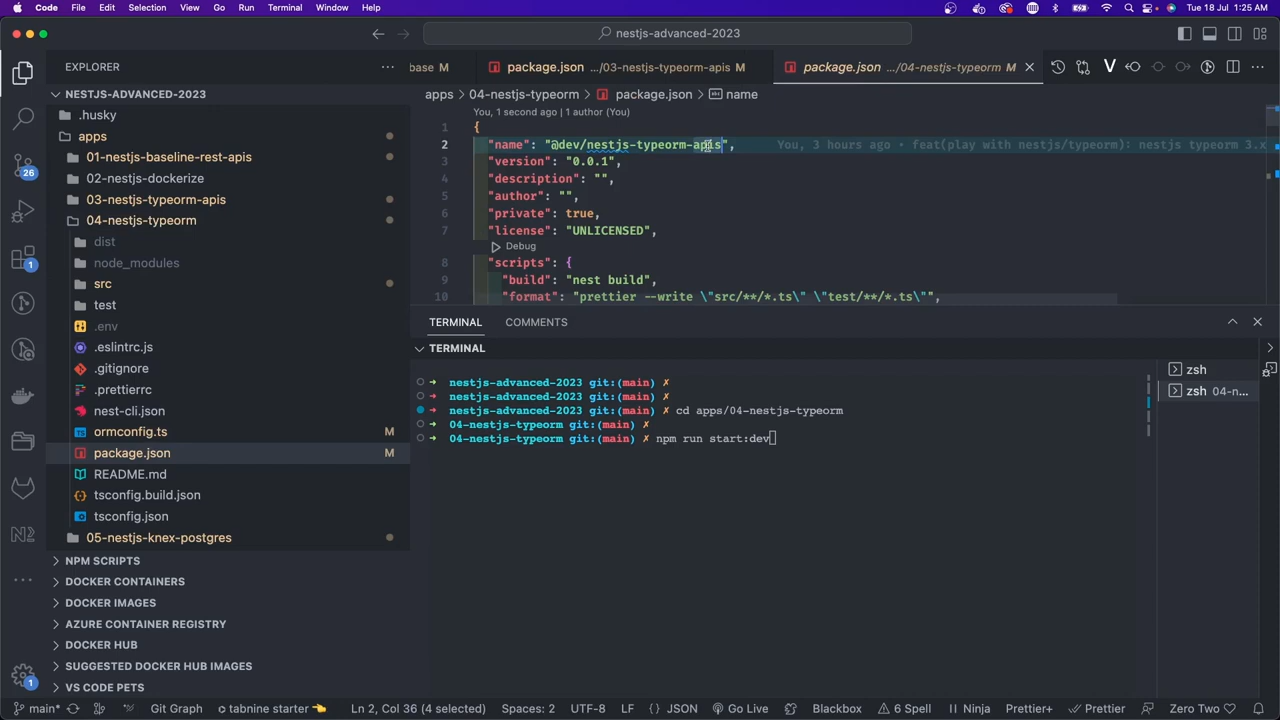 Code File Edit Selection View Go Run Terminal Window Help Tue 18 Jul 1:25 AM
nestjs-advanced-2023
EXPLORER
base M package.json .../03-nestjs-typeorm-apis M package.json .../04-nestjs-typeorm M
NESTJS-ADVANCED-2023
apps > 04-nestjs-typeorm > package.json > name
.husky
You, 1 second ago | 1 author (You)
apps
1 {
01-nestjs-baseline-rest-apis
2 "name": "@dev/nestjs-typeorm-apis", You, 3 hours ago • feat(play with nestjs/typeorm): nestjs typeorm 3.x
02-nestjs-dockerize
3 "version": "0.0.1",
4 "description": "",
03-nestjs-typeorm-apis
5 "author": "",
04-nestjs-typeorm
6 "private": true,
7 "license": "UNLICENSED",
dist
Debug
node_modules
8 "scripts": {
src
9 "build": "nest build",
test
10 "format": "prettier --write \"src/**/*.ts\" \"test/**/*.ts\"",
.env
TERMINAL COMMENTS
.eslintrc.js
TERMINAL
.gitignore
zsh
.prettierrc
nestjs-advanced-2023 git:(main) ✗
zsh 04-n...
nestjs-advanced-2023 git:(main) ✗
nest-cli.json
nestjs-advanced-2023 git:(main) ✗ cd apps/04-nestjs-typeorm
04-nestjs-typeorm git:(main) ✗
ormconfig.ts M
04-nestjs-typeorm git:(main) ✗ npm run start:dev
package.json M
README.md
tsconfig.build.json
tsconfig.json
05-nestjs-knex-postgres
NPM SCRIPTS
DOCKER CONTAINERS
DOCKER IMAGES
AZURE CONTAINER REGISTRY
DOCKER HUB
SUGGESTED DOCKER HUB IMAGES
VS CODE PETS
26
1
1
main* Git Graph tabnine starter Ln 2, Col 36 (4 selected) Spaces: 2 UTF-8 LF {} JSON Go Live Blackbox 6 Spell Ninja Prettier+ Prettier Zero Two